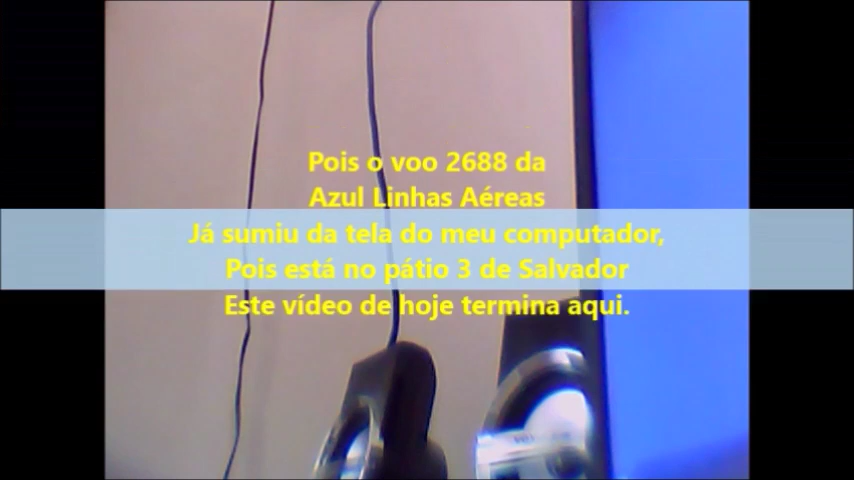 Pois o voo 2688 da
Azul Linhas Aéreas
Já sumiu da tela do meu computador,
Pois está no pátio 3 de Salvador
Este vídeo de hoje termina aqui.